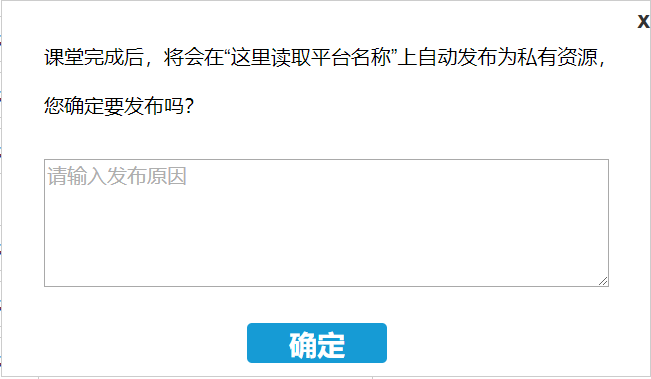 x
课堂完成后，将会在“这里读取平台名称”上自动发布为私有资源，
您确定要发布吗？
请输入发布原因
确定